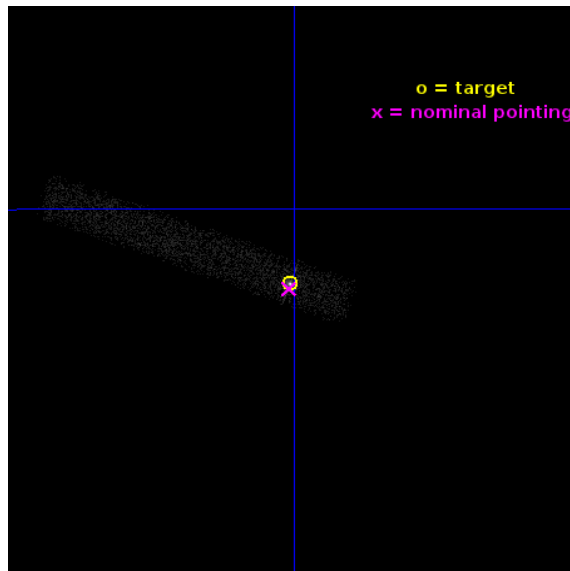 o = target
x = nominal pointing